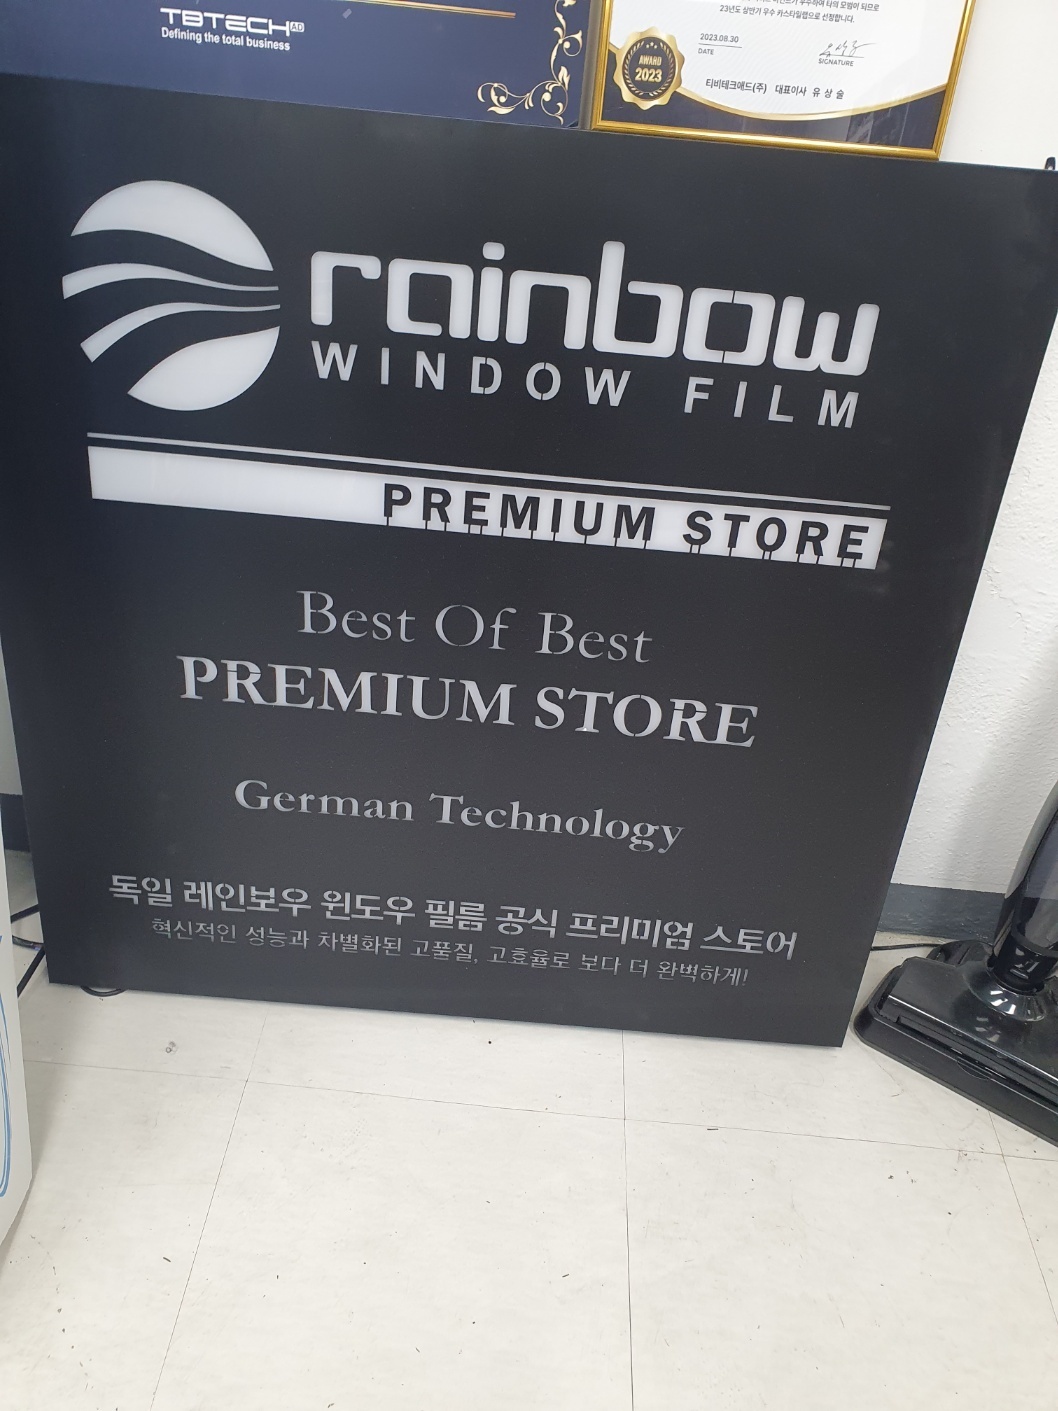 TBTECH AD
Defining the total business
23년도 상반기 우수 카스타일랩으로 선정합니다.
2023.08.30
DATE
SIGNATURE
AWARD
2023
티비테크애드(주) 대표이사 유 상 술
rainbow
WINDOW FILM
PREMIUM STORE
Best Of Best
PREMIUM STORE
German Technology
독일 레인보우 윈도우 필름 공식 프리미엄 스토어
혁신적인 성능과 차별화된 고품질, 고효율로 보다 더 완벽하게!